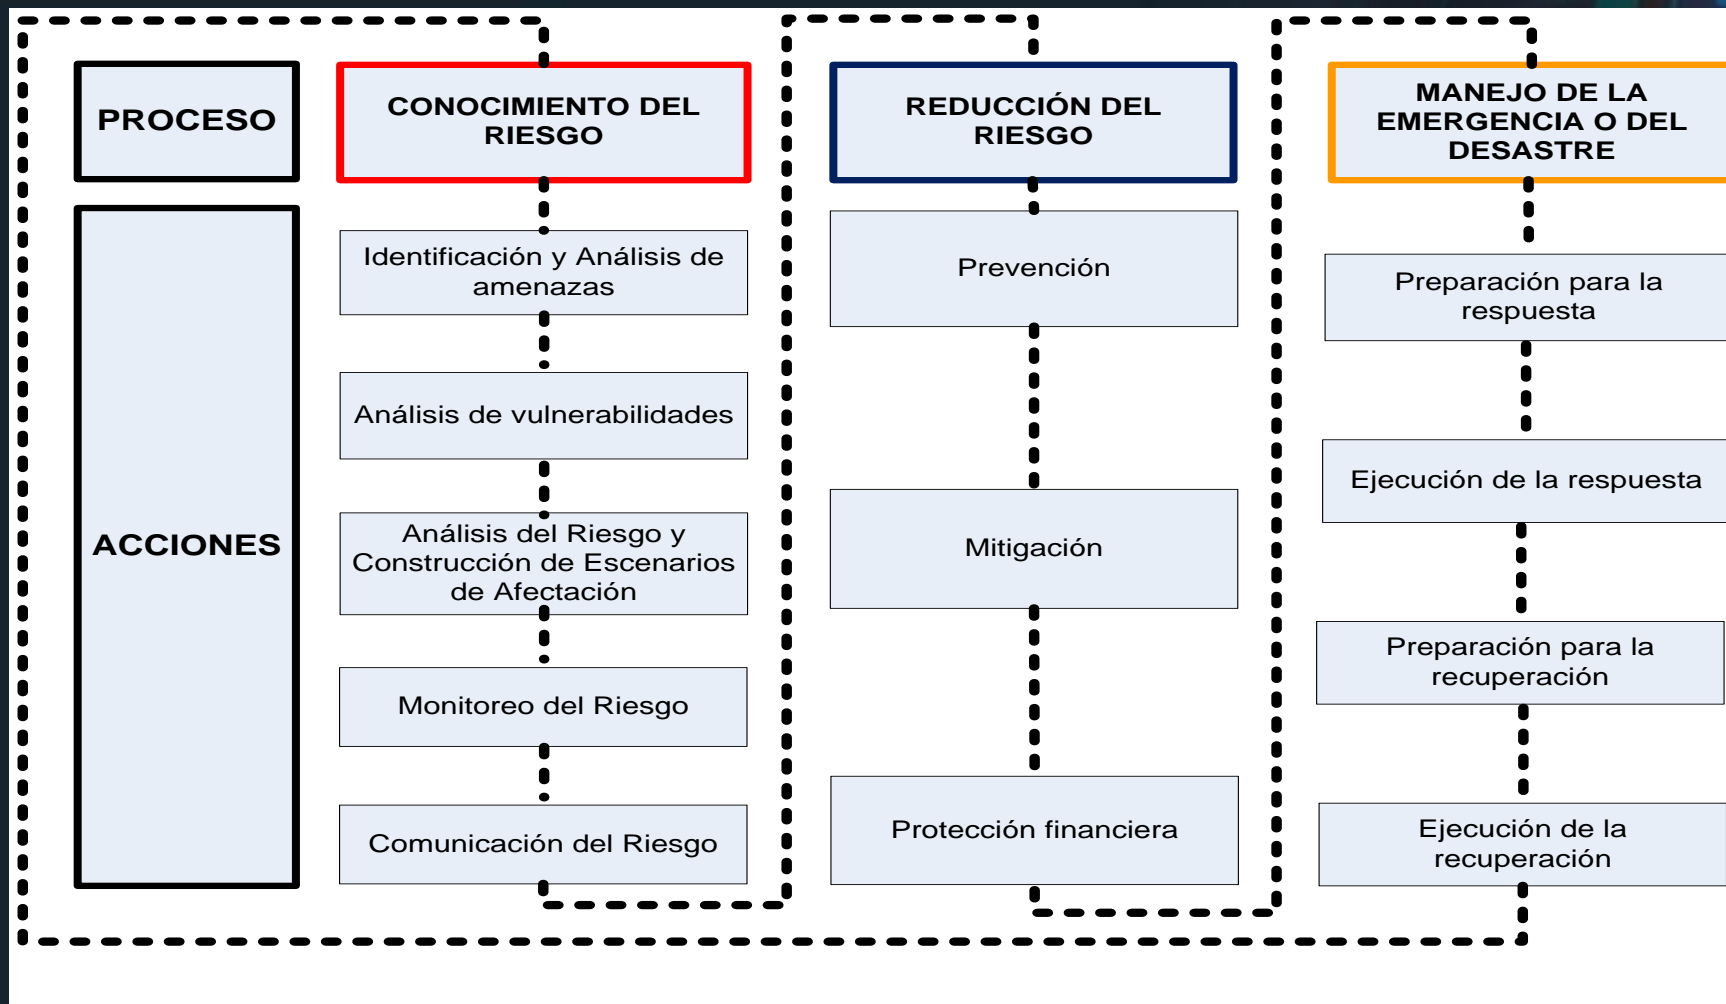 PROCESO
CONOCIMIENTO DEL
RIESGO
REDUCCIÓN DEL
RIESGO
MANEJO DE LA
EMERGENCIA O DEL
DESASTRE
ACCIONES
Identificación y Análisis de
amenazas
Análisis de vulnerabilidades
Análisis del Riesgo y
Construcción de Escenarios
de Afectación
Monitoreo del Riesgo
Comunicación del Riesgo
Prevención
Mitigación
Protección financiera
Preparación para la
respuesta
Ejecución de la respuesta
Preparación para la
recuperación
Ejecución de la
recuperación